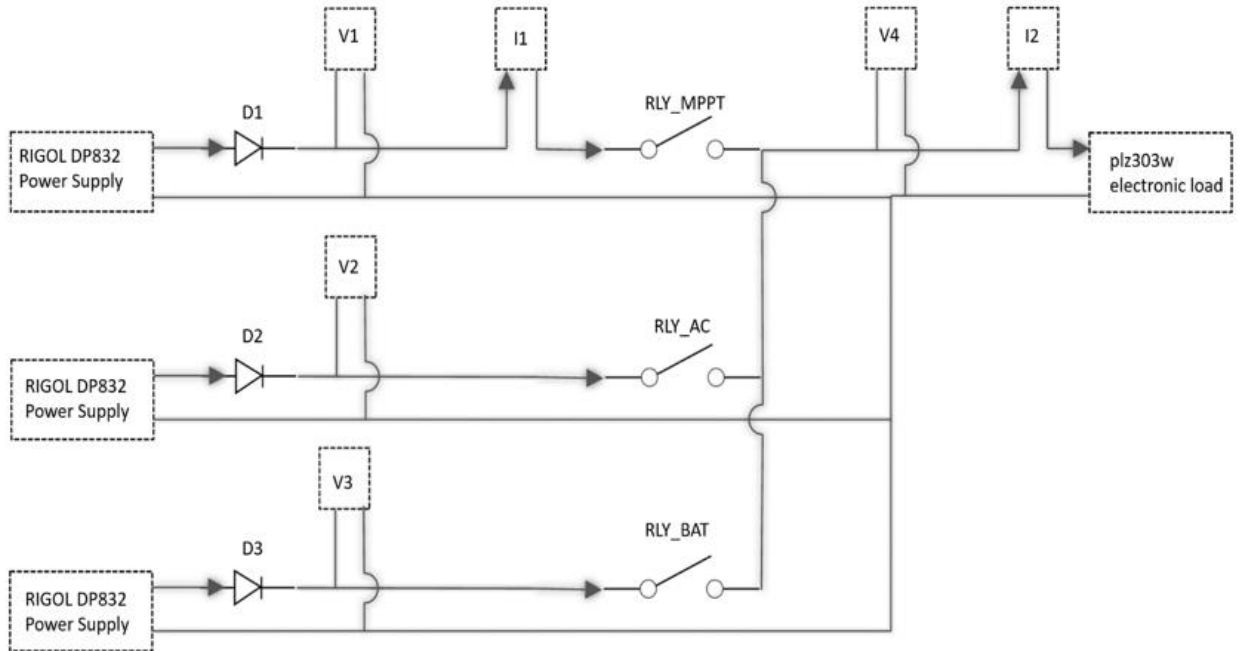 V1
I1
V4
I2
D1
RLY_MPPT
RIGOL DP832
Power Supply
plz303w
electronic load
V2
D2
RLY_AC
RIGOL DP832
Power Supply
V3
D3
RLY_BAT
RIGOL DP832
Power Supply